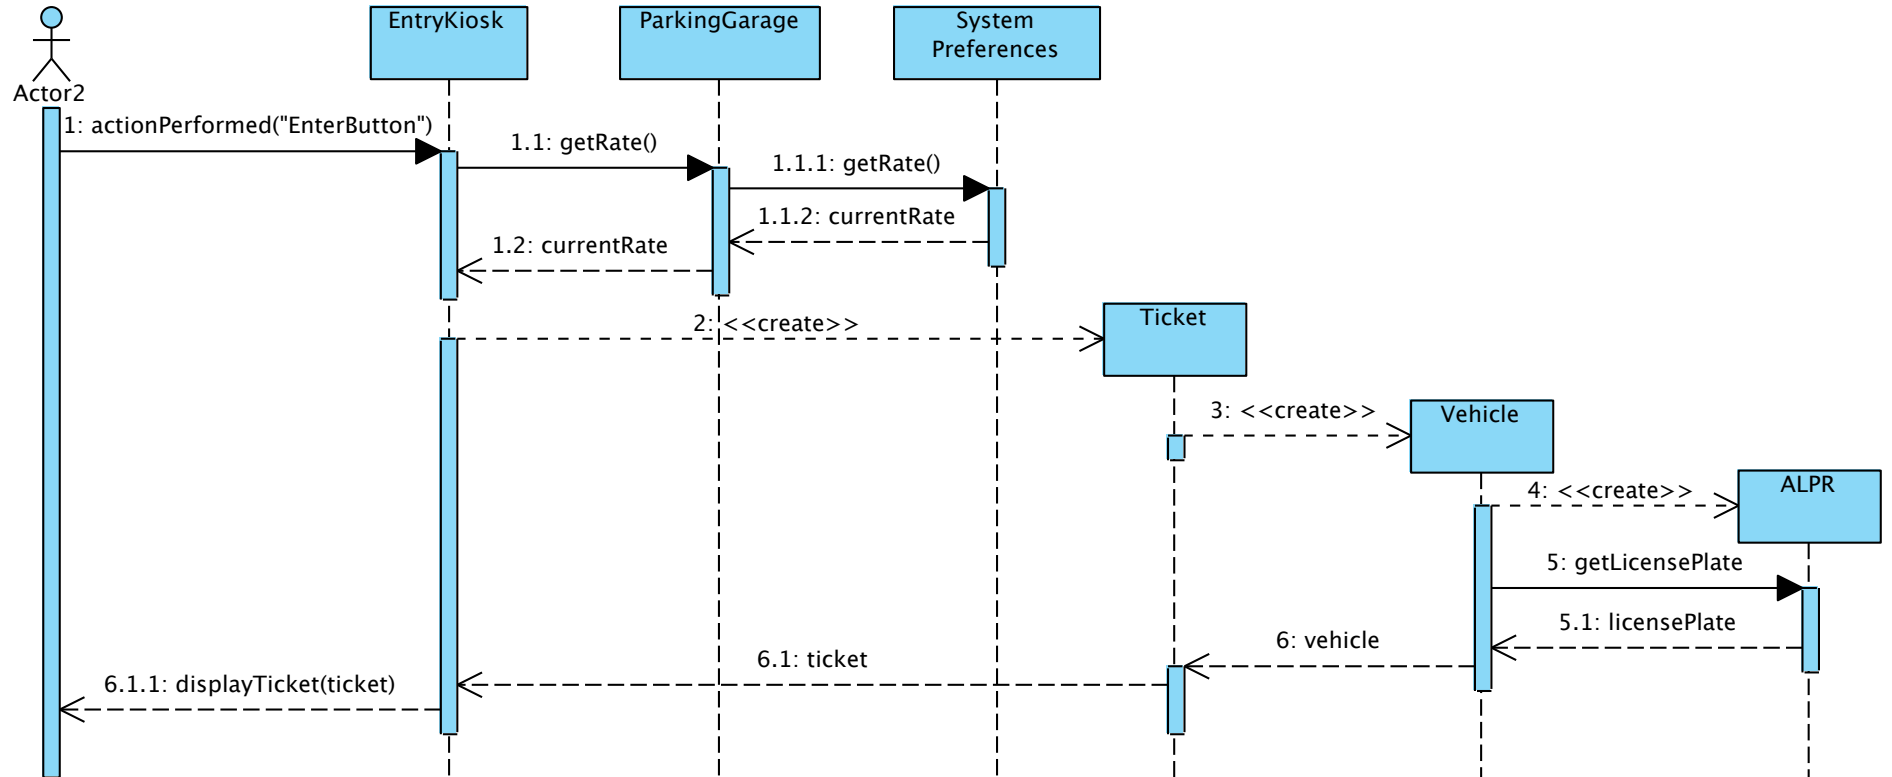 EntryKiosk
ParkingGarage
System
Preferences
Actor2
1: actionPerformed("EnterButton")
1.1: getRate()
1.1.1: getRate()
1.1.2: currentRate
1.2: currentRate
2: <<create>>
Ticket
3: <<create>>
Vehicle
4: <<create>>
ALPR
5: getLicensePlate
5.1: licensePlate
6: vehicle
6.1: ticket
6.1.1: displayTicket(ticket)